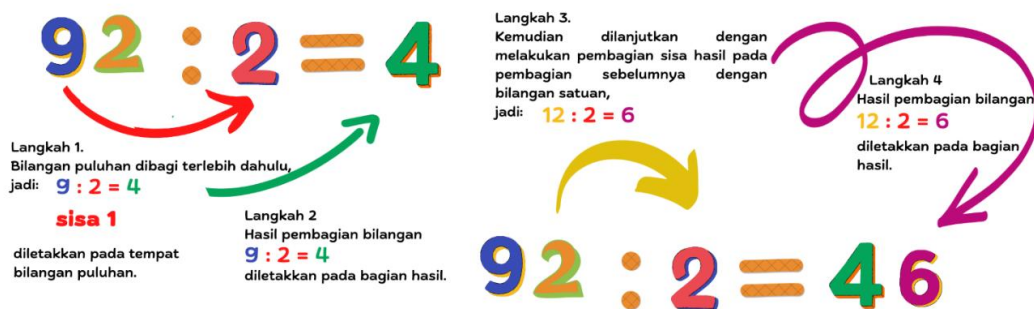 92 : 2 = 4
Langkah 1.
Bilangan puluhan dibagi terlebih dahulu,
jadi: 9 : 2 = 4
sisa 1
diletakkan pada tempat
bilangan puluhan.
Langkah 2
Hasil pembagian bilangan
9 : 2 = 4
diletakkan pada bagian hasil.
Langkah 3.
Kemudian dilanjutkan dengan
melakukan pembagian sisa hasil pada
pembagian sebelumnya dengan
bilangan satuan,
jadi: 12 : 2 = 6
Langkah 4
Hasil pembagian bilangan
12 : 2 = 6
diletakkan pada bagian
hasil.
92 : 2 = 46